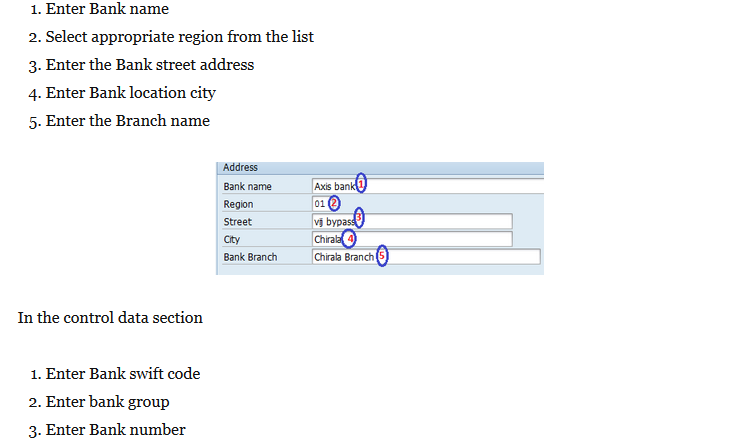 1. Enter Bank name
2. Select appropriate region from the list
3. Enter the Bank street address
4. Enter Bank location city
5. Enter the Branch name
Address
Bank name Axis bank 1
Region 01 2
Street vij bypass 3
City Chirala 4
Bank Branch Chirala Branch 5
In the control data section
1. Enter Bank swift code
2. Enter bank group
3. Enter Bank number